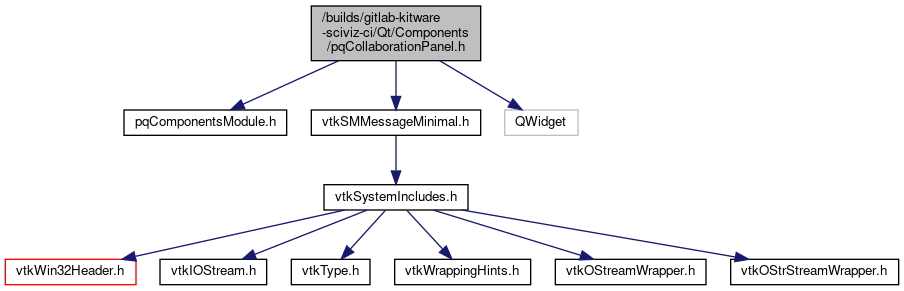 /builds/gitlab-kitware
-sciviz-ci/Qt/Components
/pqCollaborationPanel.h
pqComponentsModule.h
vtkSMMessageMinimal.h
QWidget
vtkSystemIncludes.h
vtkWin32Header.h
vtkIOStream.h
vtkType.h
vtkWrappingHints.h
vtkOStreamWrapper.h
vtkOStrStreamWrapper.h